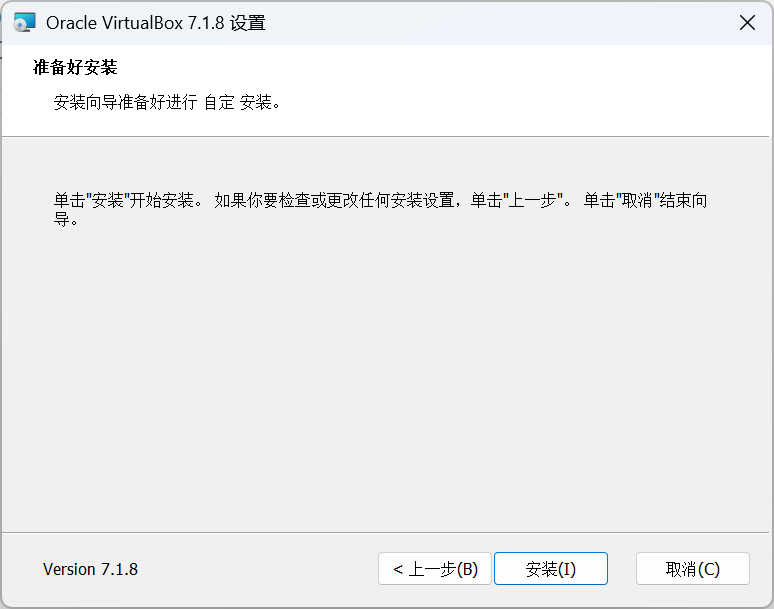 Oracle VirtualBox 7.1.8 设置
准备好安装
安装向导准备好进行 自定 安装。
单击"安装"开始安装。 如果你要检查或更改任何安装设置，单击"上一步"。 单击"取消"结束向
导。
Version 7.1.8
< 上一步(B)
安装(I)
取消(C)